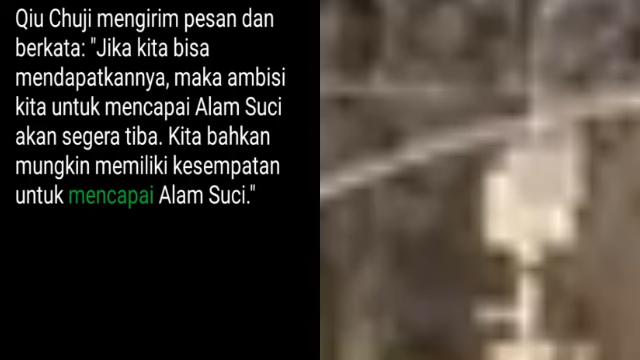 Qiu Chuji mengirim pesan dan
berkata: "Jika kita bisa
mendapatkannya, maka ambisi
kita untuk mencapai Alam Suci
akan segera tiba. Kita bahkan
mungkin memiliki kesempatan
untuk mencapai Alam Suci."